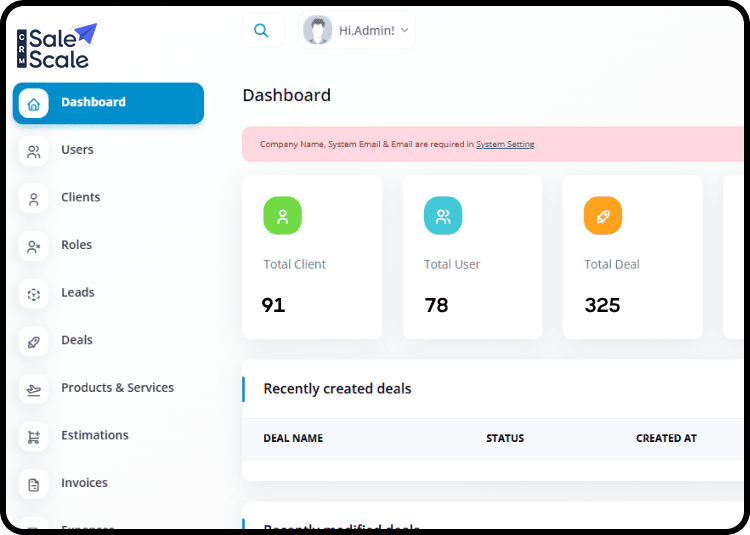 CRM
Sale
Scale
Hi,Admin!
Dashboard
Users
Clients
Roles
Leads
Deals
Products & Services
Estimations
Invoices
Expenses
Dashboard
Company Name, System Email & Email are required in System Setting
Total Client
91
Total User
78
Total Deal
325
Recently created deals
DEAL NAME STATUS CREATED AT
Recently modified deals